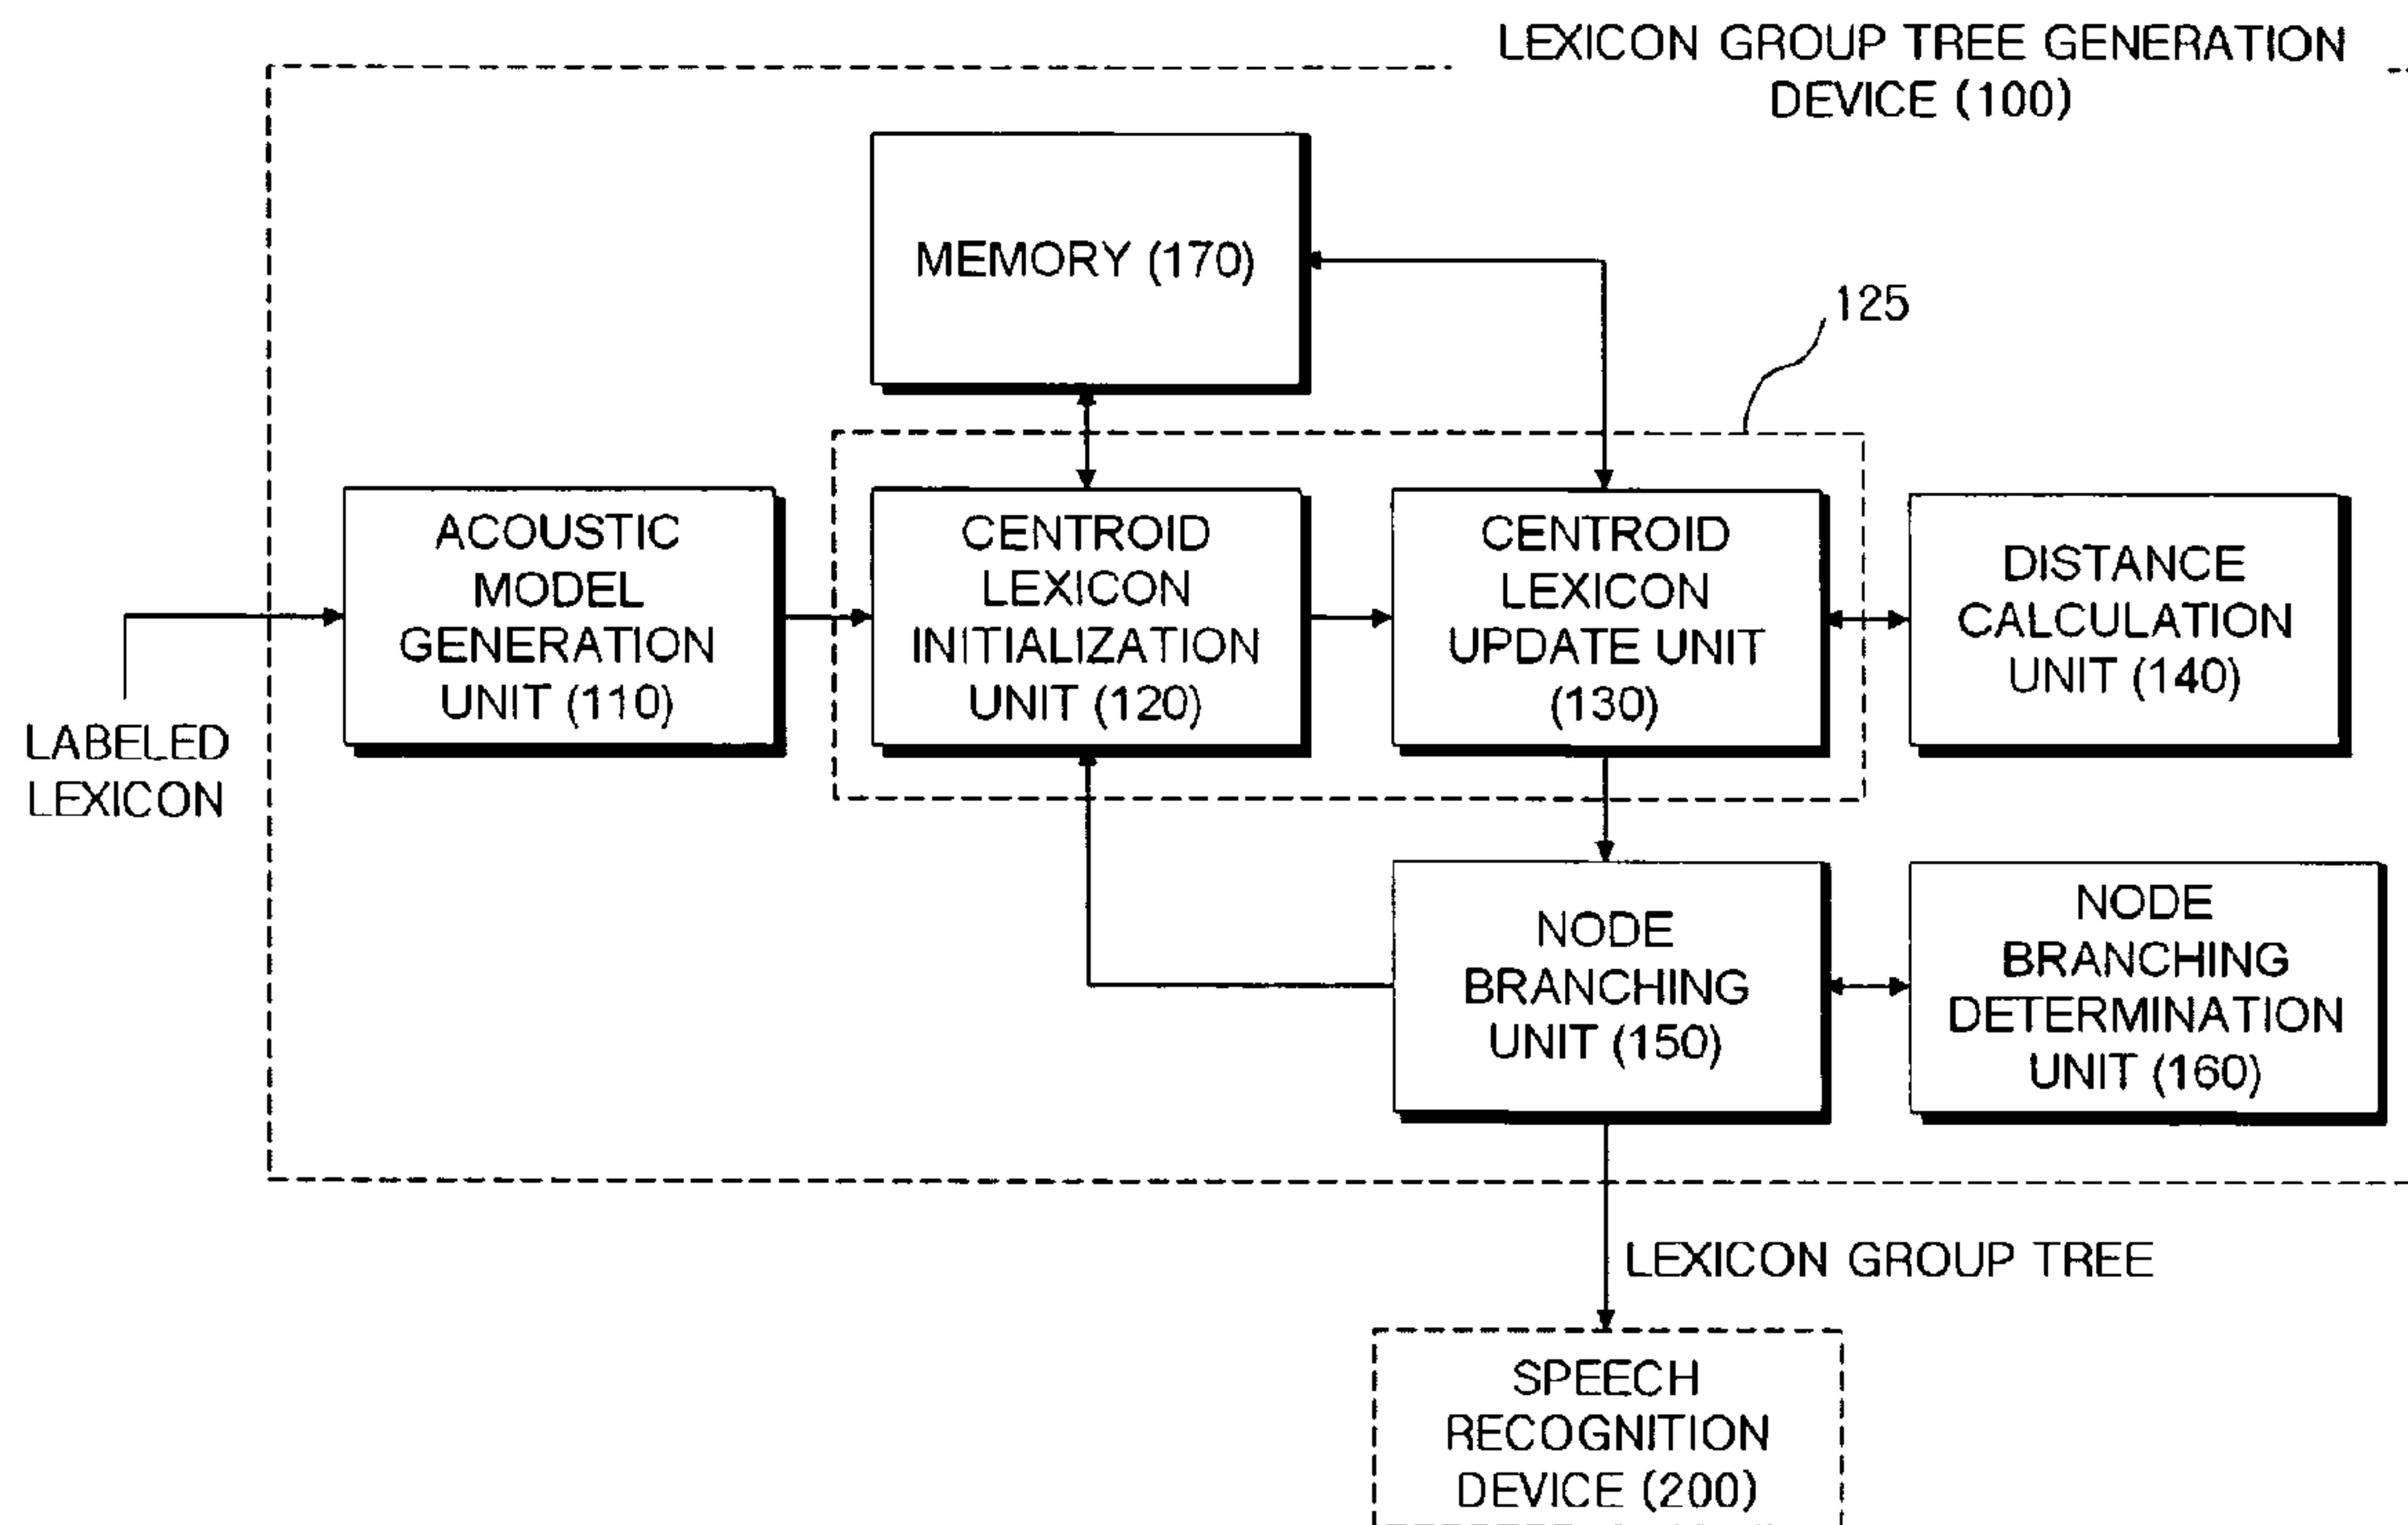 LEXICON GROUP TREE GENERATION
DEVICE (100)
MEMORY (170)
125
ACOUSTIC
MODEL
GENERATION
UNIT (110)
CENTROID
LEXICON
INITIALIZATION
UNIT (120)
CENTROID
LEXICON
UPDATE UNIT
(130)
DISTANCE
CALCULATION
UNIT (140)
LABELED
LEXICON
NODE
BRANCHING
UNIT (150)
NODE
BRANCHING
DETERMINATION
UNIT (160)
LEXICON GROUP TREE
SPEECH
RECOGNITION
DEVICE (200)